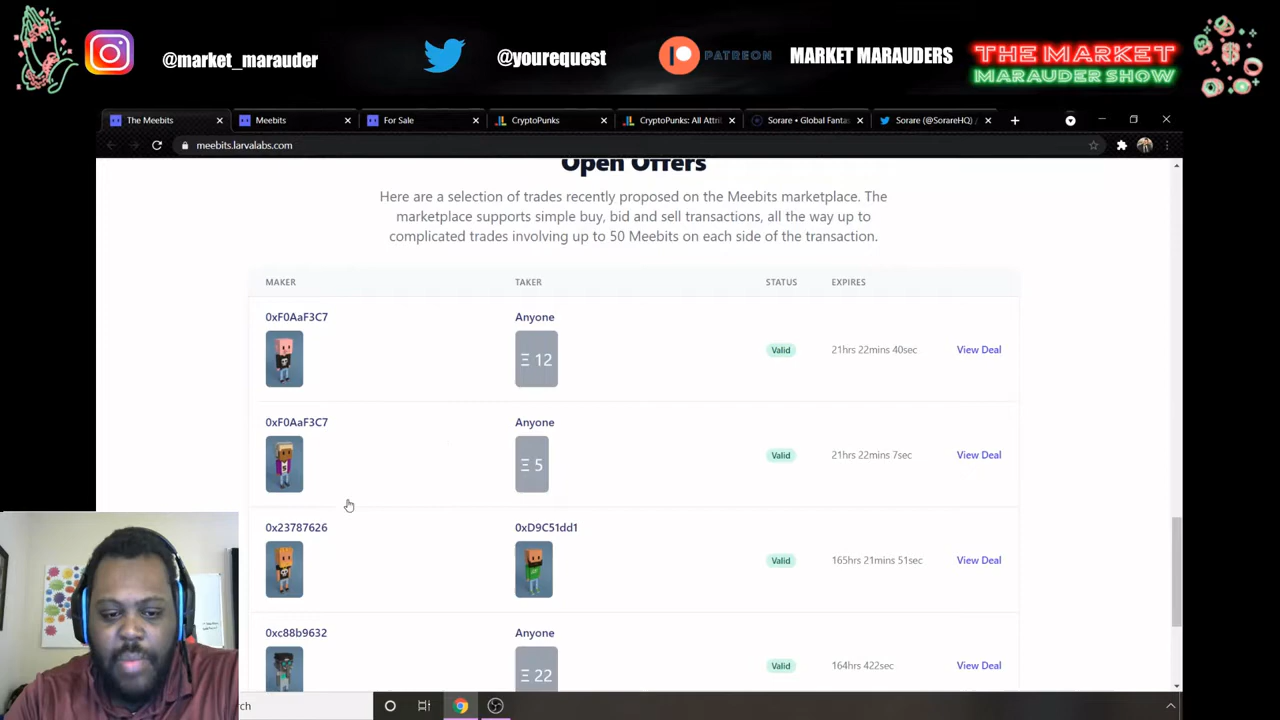 @market_marauder
@yourequest
PATREON
MARKET MARAUDERS
THE MARKET
MARAUDER SHOW
The Meebits
Meebits
For Sale
CryptoPunks
CryptoPunks: All Attri
Sorare • Global Fanta
Sorare (@SorareHQ) /
meebits.larvalabs.com
Open Offers
Here are a selection of trades recently proposed on the Meebits marketplace. The
marketplace supports simple buy, bid and sell transactions, all the way up to
complicated trades involving up to 50 Meebits on each side of the transaction.
MAKER TAKER STATUS EXPIRES
0xF0AaF3C7 Anyone
Ξ 12 Valid 21hrs 22mins 40sec View Deal
0xF0AaF3C7 Anyone
Ξ 5 Valid 21hrs 22mins 7sec View Deal
0x23787626 0xD9C51dd1
Valid 165hrs 21mins 51sec View Deal
0xc88b9632 Anyone
Ξ 22 Valid 164hrs 422sec View Deal
rch